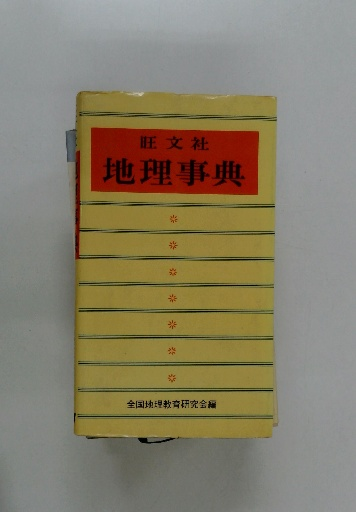 旺文社
地理事典
全国地理教育研究会編